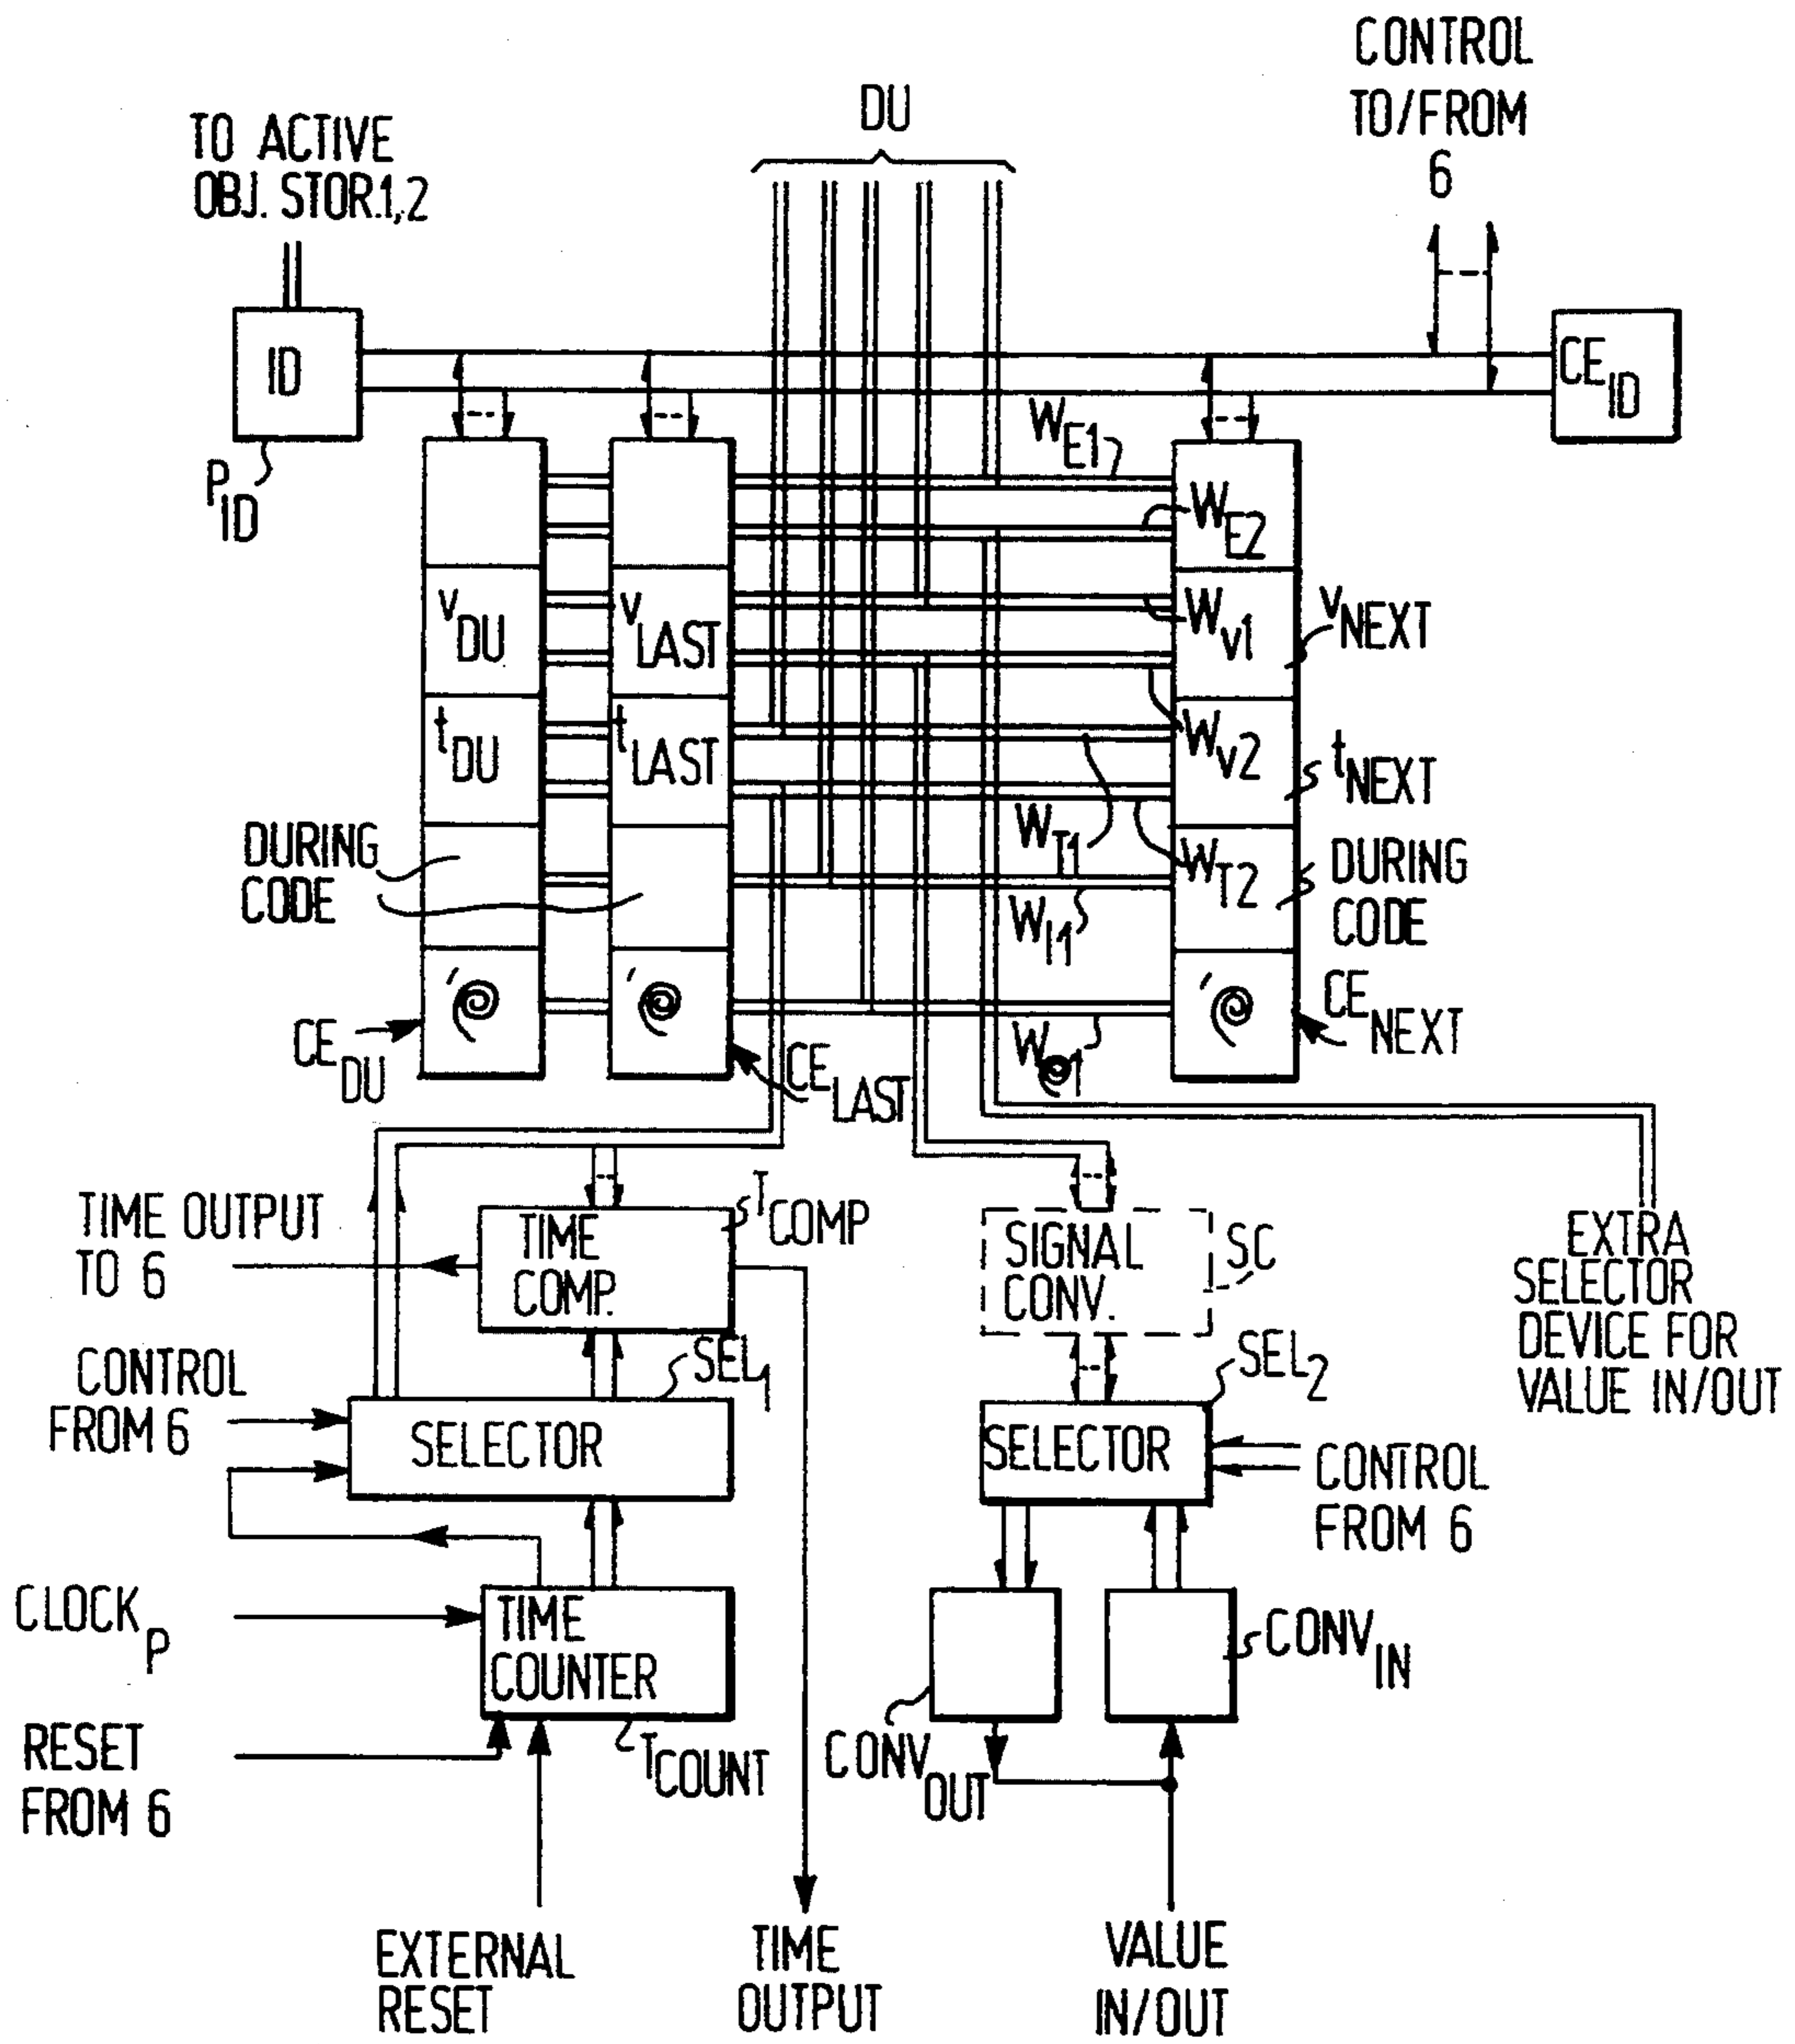 CONTROL
TO/FROM
6
DU
TO ACTIVE
OBJ. STOR.1,2
ID
CE ID
P ID
W E1
W E2
V DU
V LAST
W V1
V NEXT
t DU
t LAST
W V2
t NEXT
W T1
DURING
CODE
W T2
DURING
CODE
W I1
CE DU
CE LAST
W 1
CE NEXT
TIME OUTPUT
TO 6
TIME
COMP.
T COMP
SIGNAL
CONV.
SC
EXTRA
SELECTOR
DEVICE FOR
VALUE IN/OUT
CONTROL
FROM 6
SEL 1
SELECTOR
SEL 2
SELECTOR
CONTROL
FROM 6
CLOCK P
TIME
COUNTER
CONV IN
RESET
FROM 6
T COUNT
CONV OUT
EXTERNAL
RESET
TIME
OUTPUT
VALUE
IN/OUT